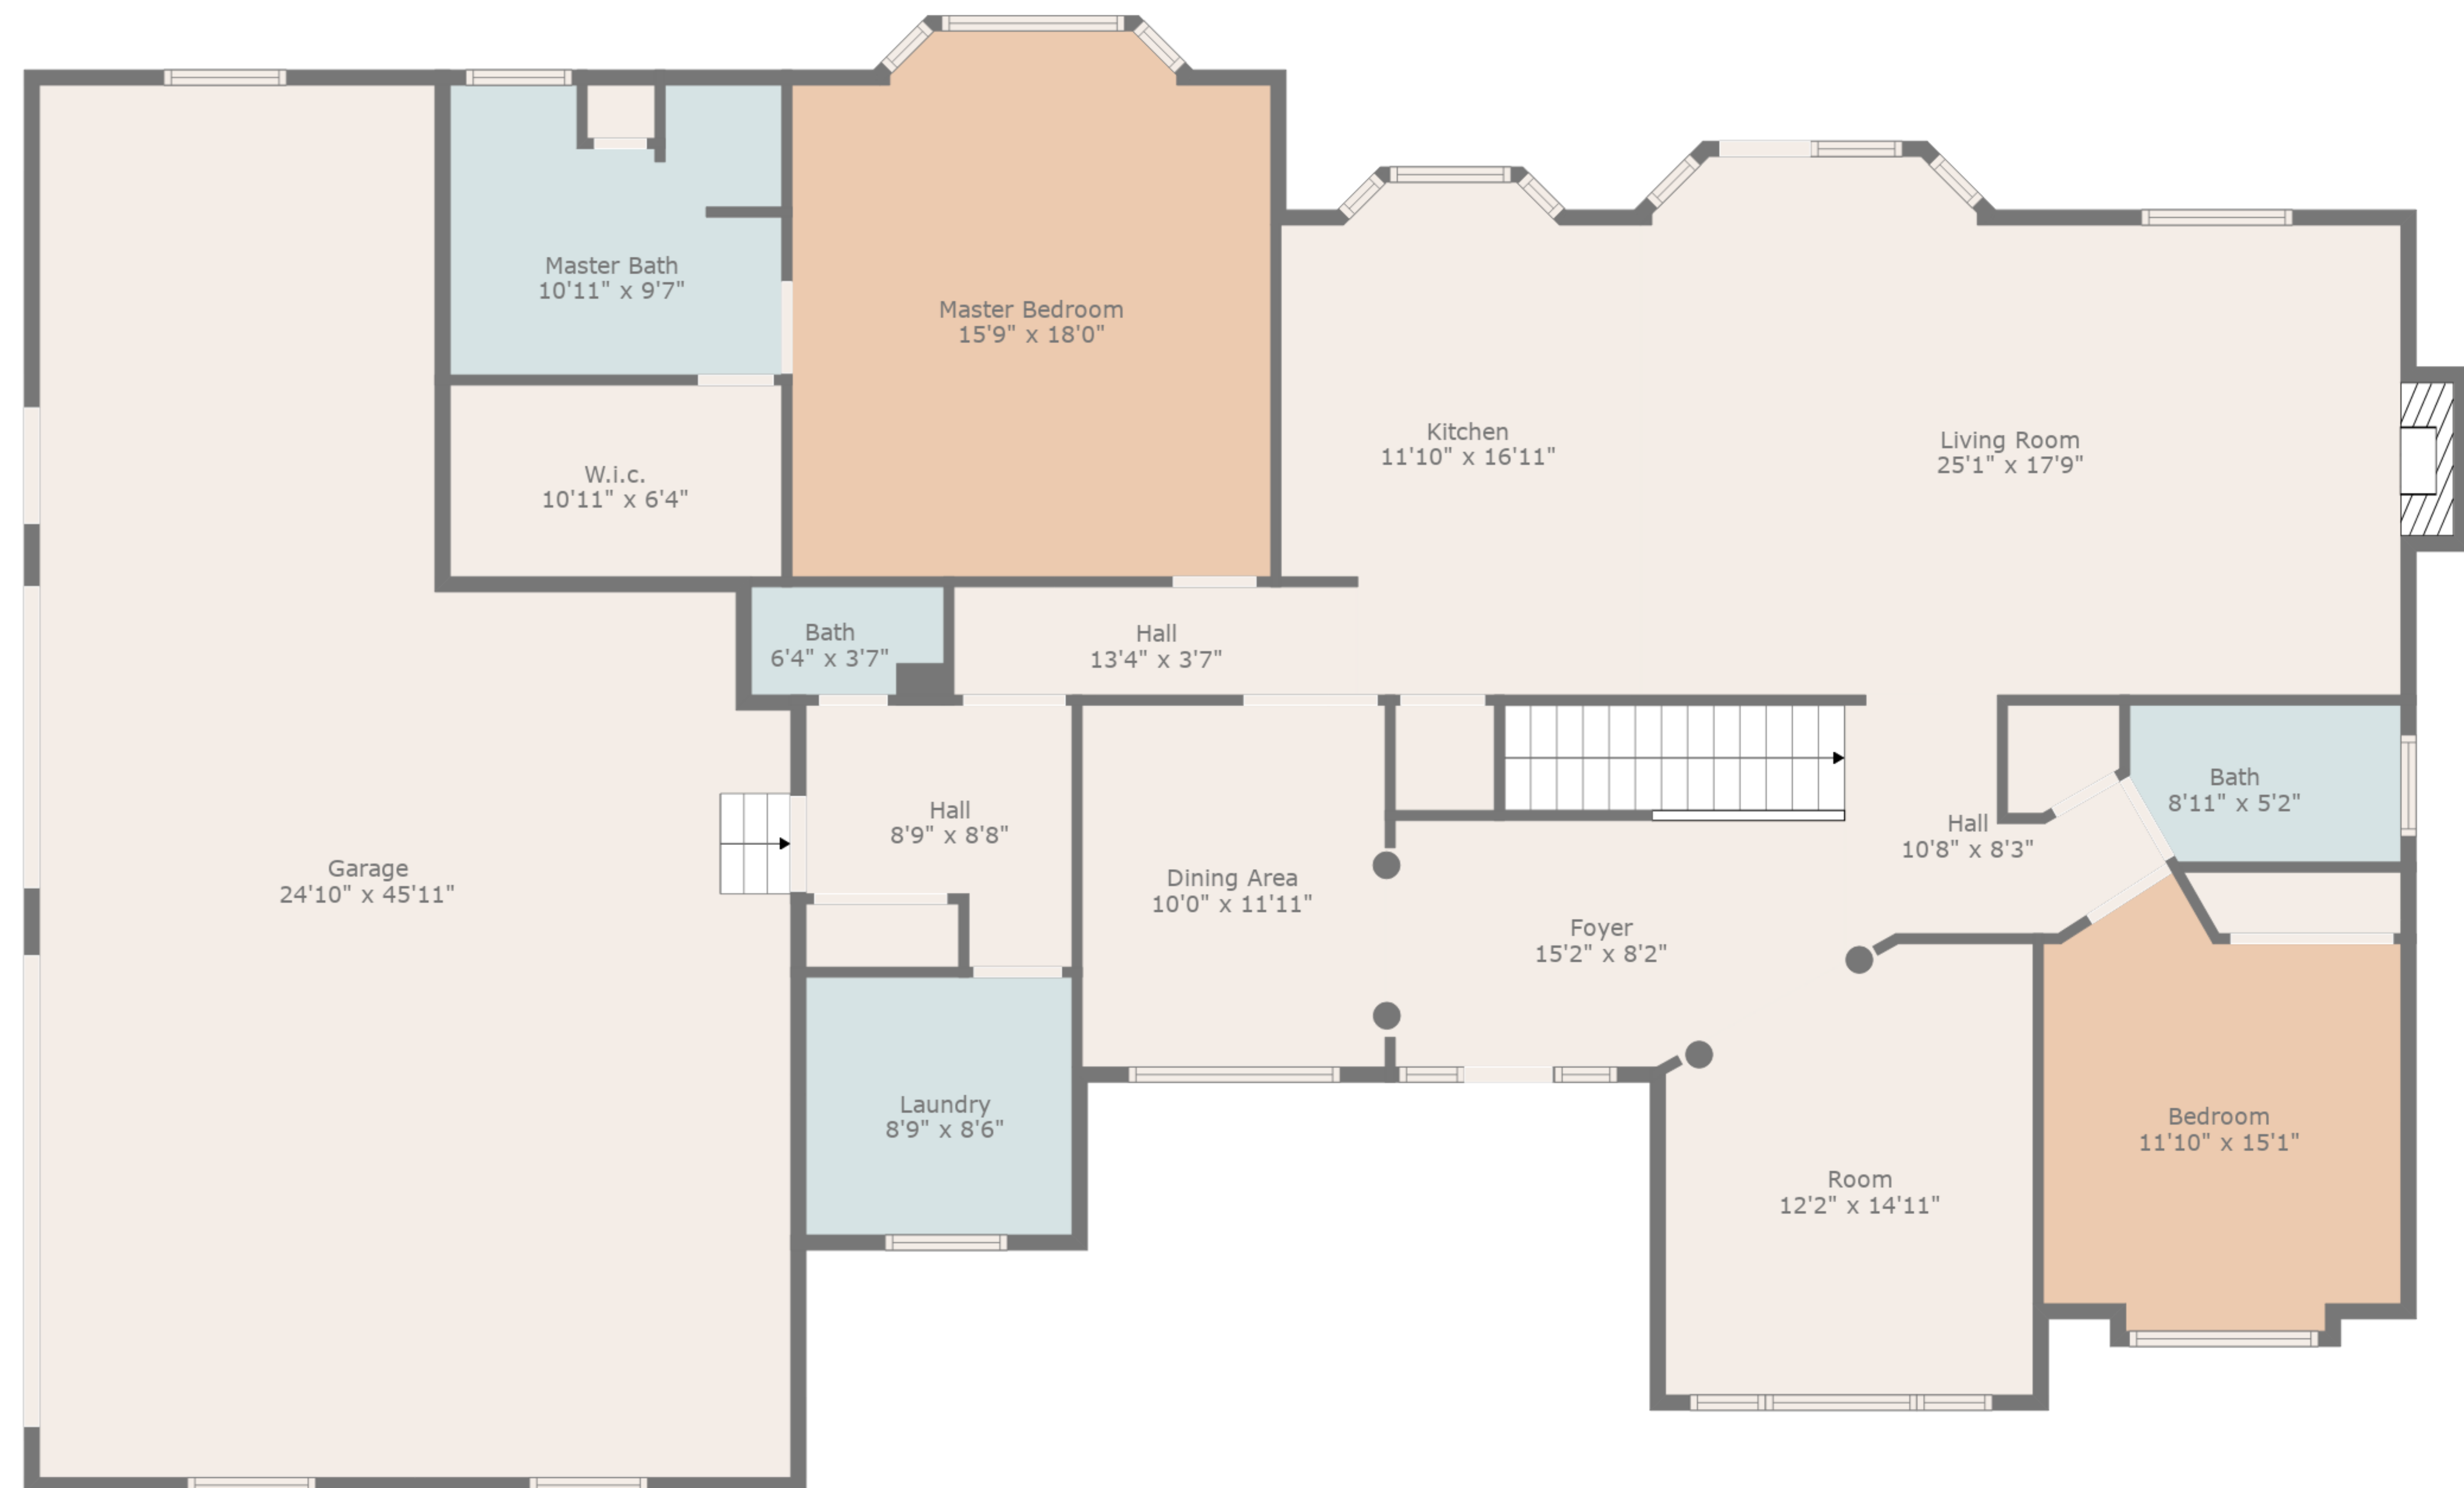 Master Bath
10'11" x 9'7"
Master Bedroom
15'9" x 18'0"
Kitchen
11'10" x 16'11"
Living Room
25'1" x 17'9"
W.i.c.
10'11" x 6'4"
Bath
6'4" x 3'7"
Hall
13'4" x 3'7"
Hall
8'9" x 8'8"
Garage
24'10" x 45'11"
Dining Area
10'0" x 11'11"
Foyer
15'2" x 8'2"
Hall
10'8" x 8'3"
Bath
8'11" x 5'2"
Laundry
8'9" x 8'6"
Room
12'2" x 14'11"
Bedroom
11'10" x 15'1"